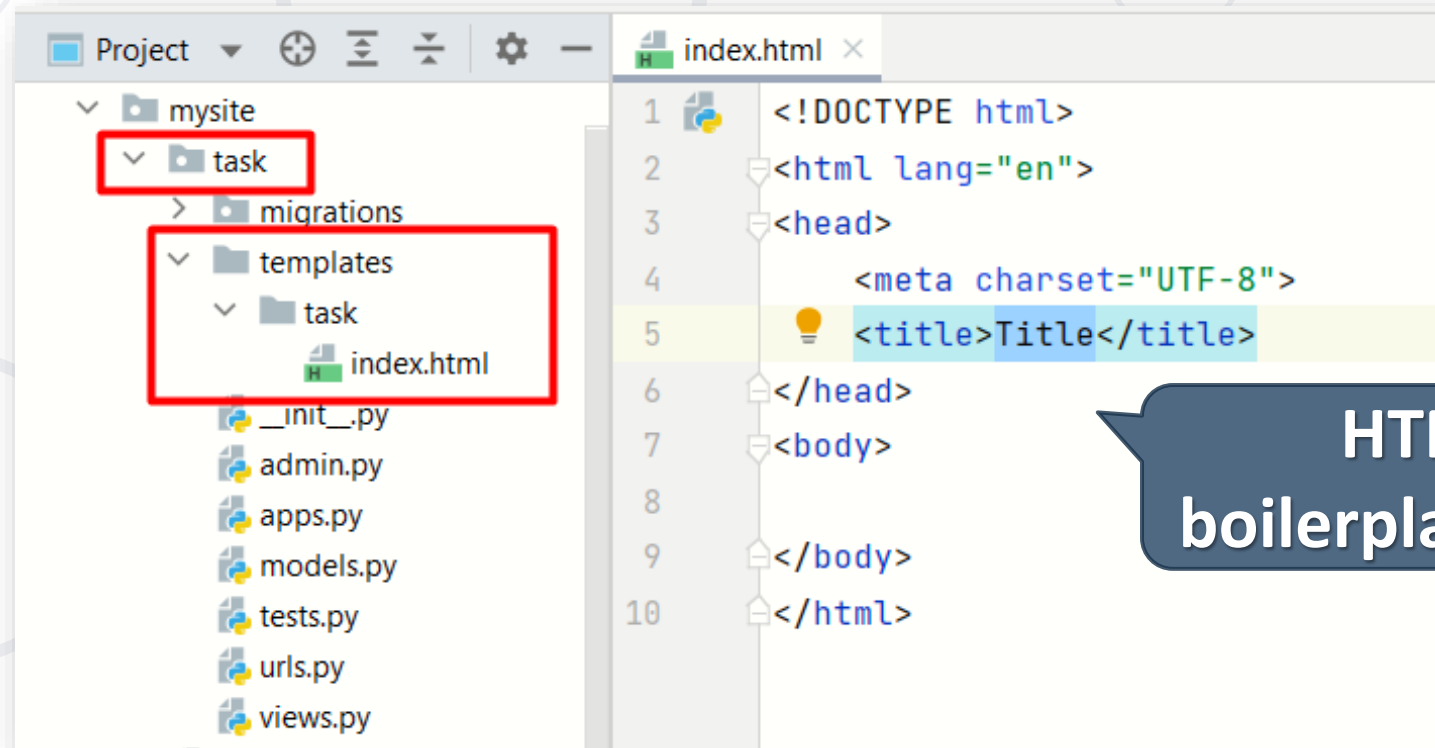 Project
mysite
task
migrations
templates
task
index.html
__init__.py
admin.py
apps.py
models.py
tests.py
urls.py
views.py
index.html
1 <!DOCTYPE html>
2 <html lang="en">
3 <head>
4 <meta charset="UTF-8">
5 <title>Title</title>
6 </head>
7 <body>
8
9 </body>
10 </html>